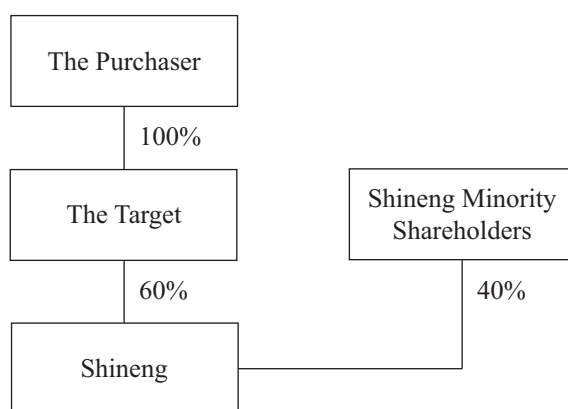 The Purchaser
100%
The Target
Shineng Minority
Shareholders
60%
40%
Shineng